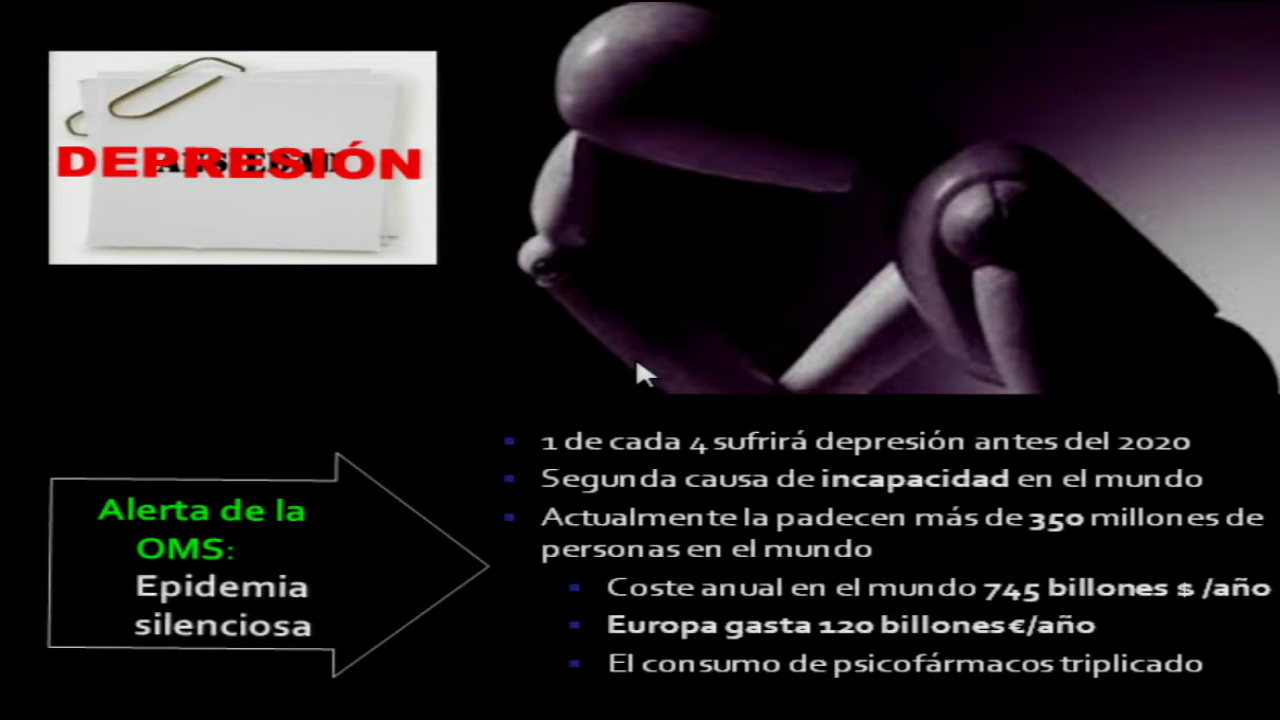 DEPRESIÓN
1 de cada 4 sufrirá depresión antes del 2020
Segunda causa de incapacidad en el mundo
Actualmente la padecen más de 350 millones de
personas en el mundo
Coste anual en el mundo 745 billones $ /año
Europa gasta 120 billones€/año
El consumo de psicofármacos triplicado
Alerta de la
OMS:
Epidemia
silenciosa